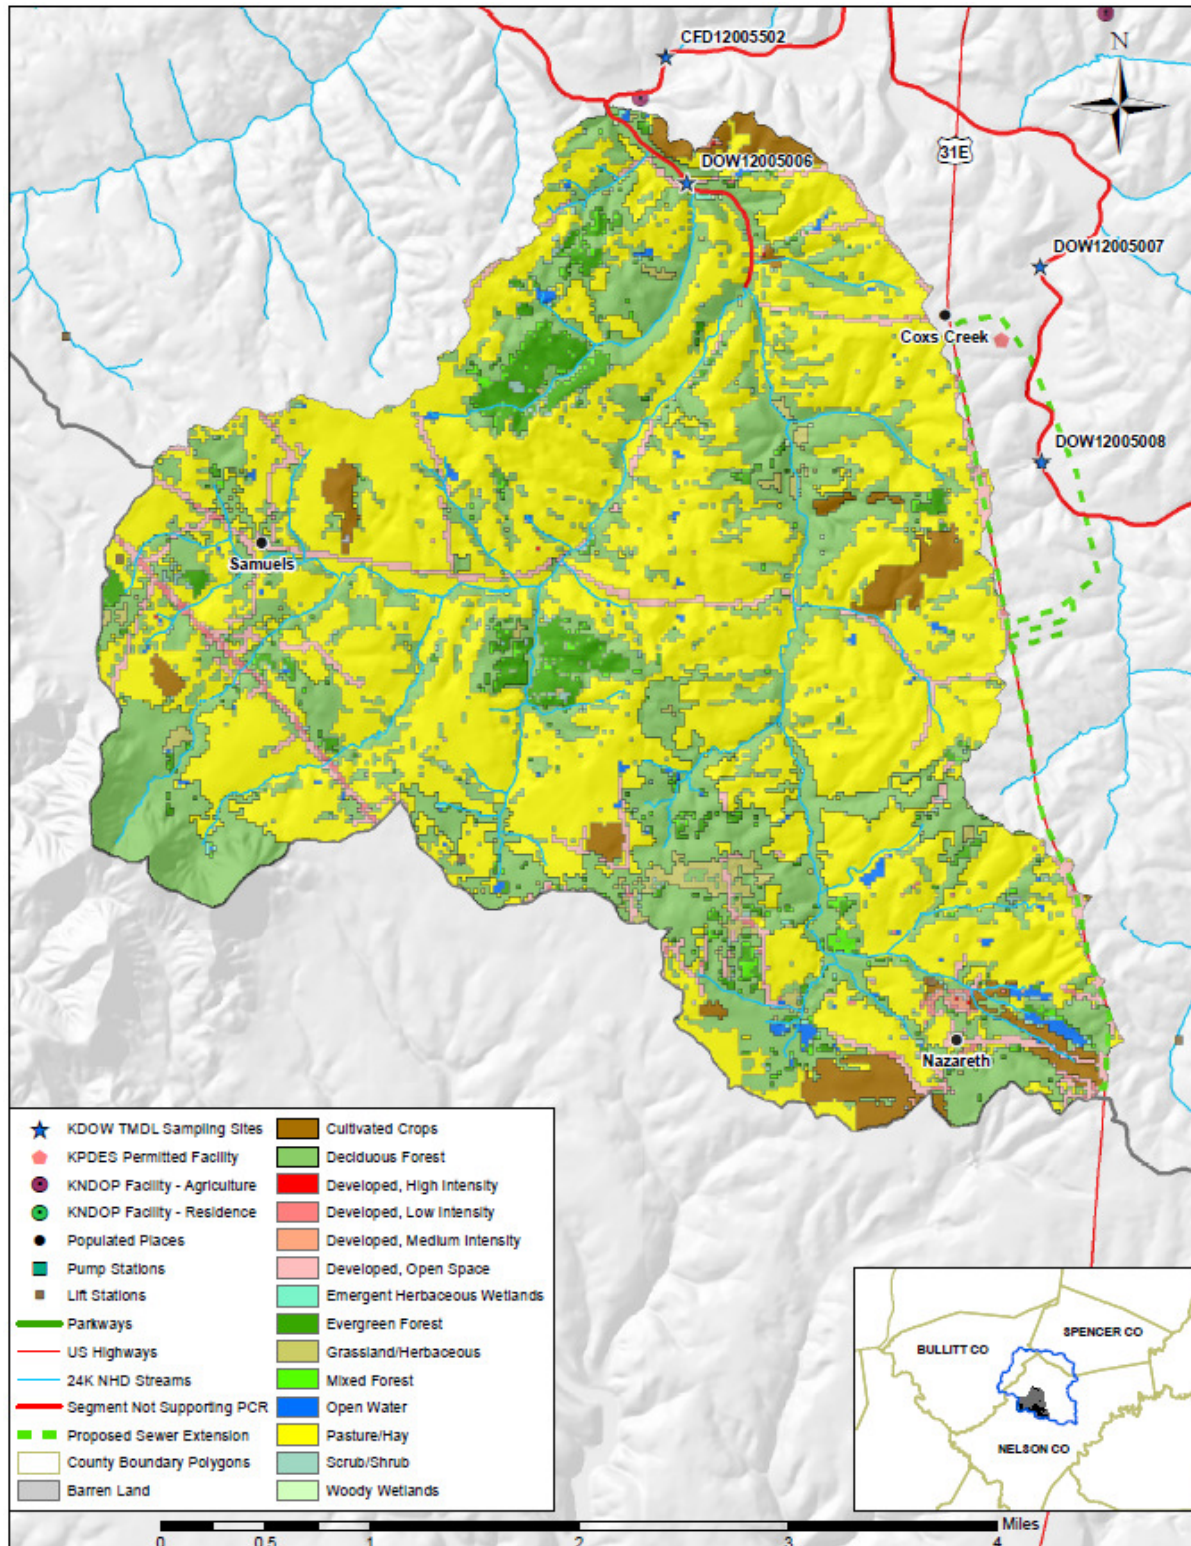 CFD12005502
N
31E
DOW12005006
DOW12005007
Coxs Creek
DOW12005008
Samuels
Nazareth
KDOW TMDL Sampling Sites
KPDES Permitted Facility
KNDOP Facility - Agriculture
KNDOP Facility - Residence
Populated Places
Pump Stations
Lift Stations
Parkways
US Highways
24K NHD Streams
Segment Not Supporting PCR
Proposed Sewer Extension
County Boundary Polygons
Barren Land
Cultivated Crops
Deciduous Forest
Developed, High Intensity
Developed, Low Intensity
Developed, Medium Intensity
Developed, Open Space
Emergent Herbaceous Wetlands
Evergreen Forest
Grassland/Herbaceous
Mixed Forest
Open Water
Pasture/Hay
Scrub/Shrub
Woody Wetlands
SPENCER CO
BULLITT CO
NELSON CO
Miles
0 0.5 1 2 3 4